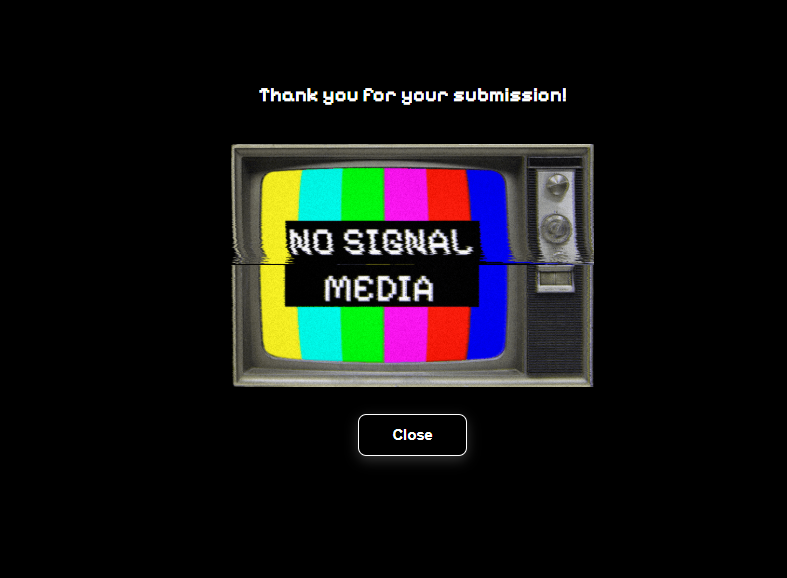 Thank you for your submission!
NO SIGNAL
MEDIA
Close